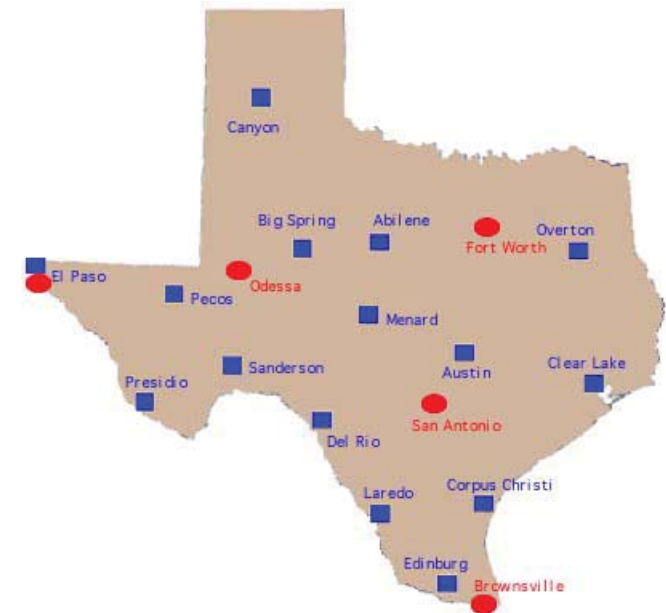 Canyon
Big Spring
Abilene
Fort Worth
Overton
El Paso
Odessa
Pecos
Menard
Sanderson
Austin
Clear Lake
Presidio
San Antonio
Del Rio
Laredo
Corpus Christi
Edinburg
Brownsville